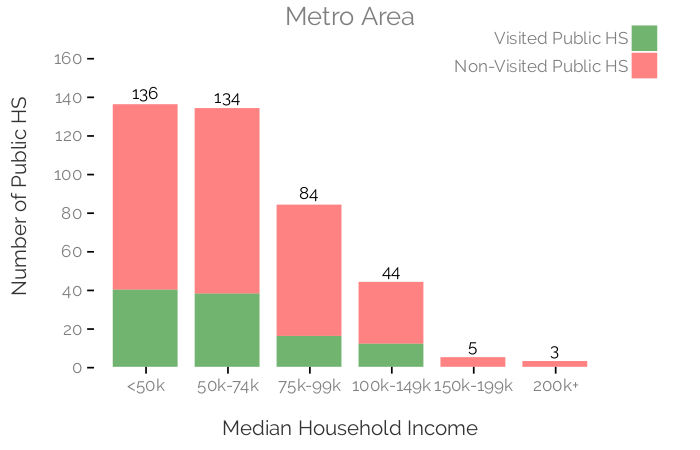 Metro Area
Visited Public HS
Non-Visited Public HS
Number of Public HS
160
140
120
100
80
60
40
20
0
136
134
84
44
5
3
<50k
50k-74k
75k-99k
100k-149k
150k-199k
200k+
Median Household Income